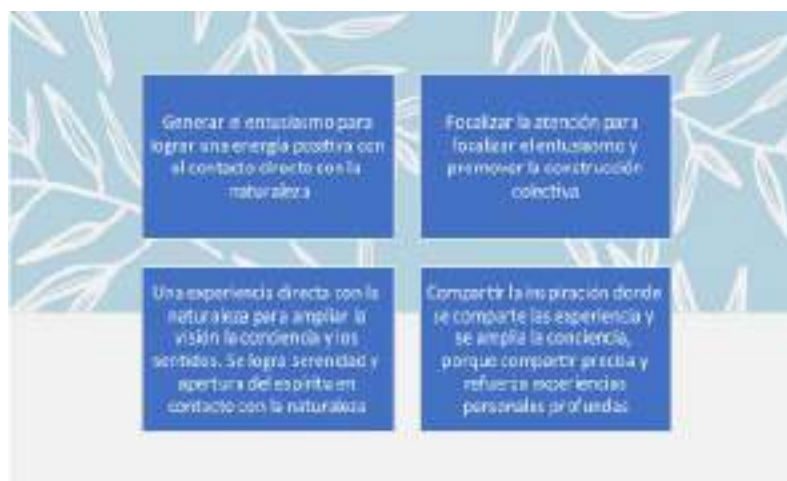 Generar el entusiasmo para
lograr una energía positiva con
el contacto directo con la
naturaleza
Focalizar la atención para
focalizar el entusiasmo y
promover la construcción
colectiva
Una experiencia directa con la
naturaleza para ampliar la
visión la conciencia y los
sentidos. Se logra serenidad y
apertura del espíritu en
contacto con la naturaleza
Compartir la inspiración donde
se comparte las experiencia y
se amplia la conciencia,
porque compartir precisa y
refuerza experiencias
personales profundas